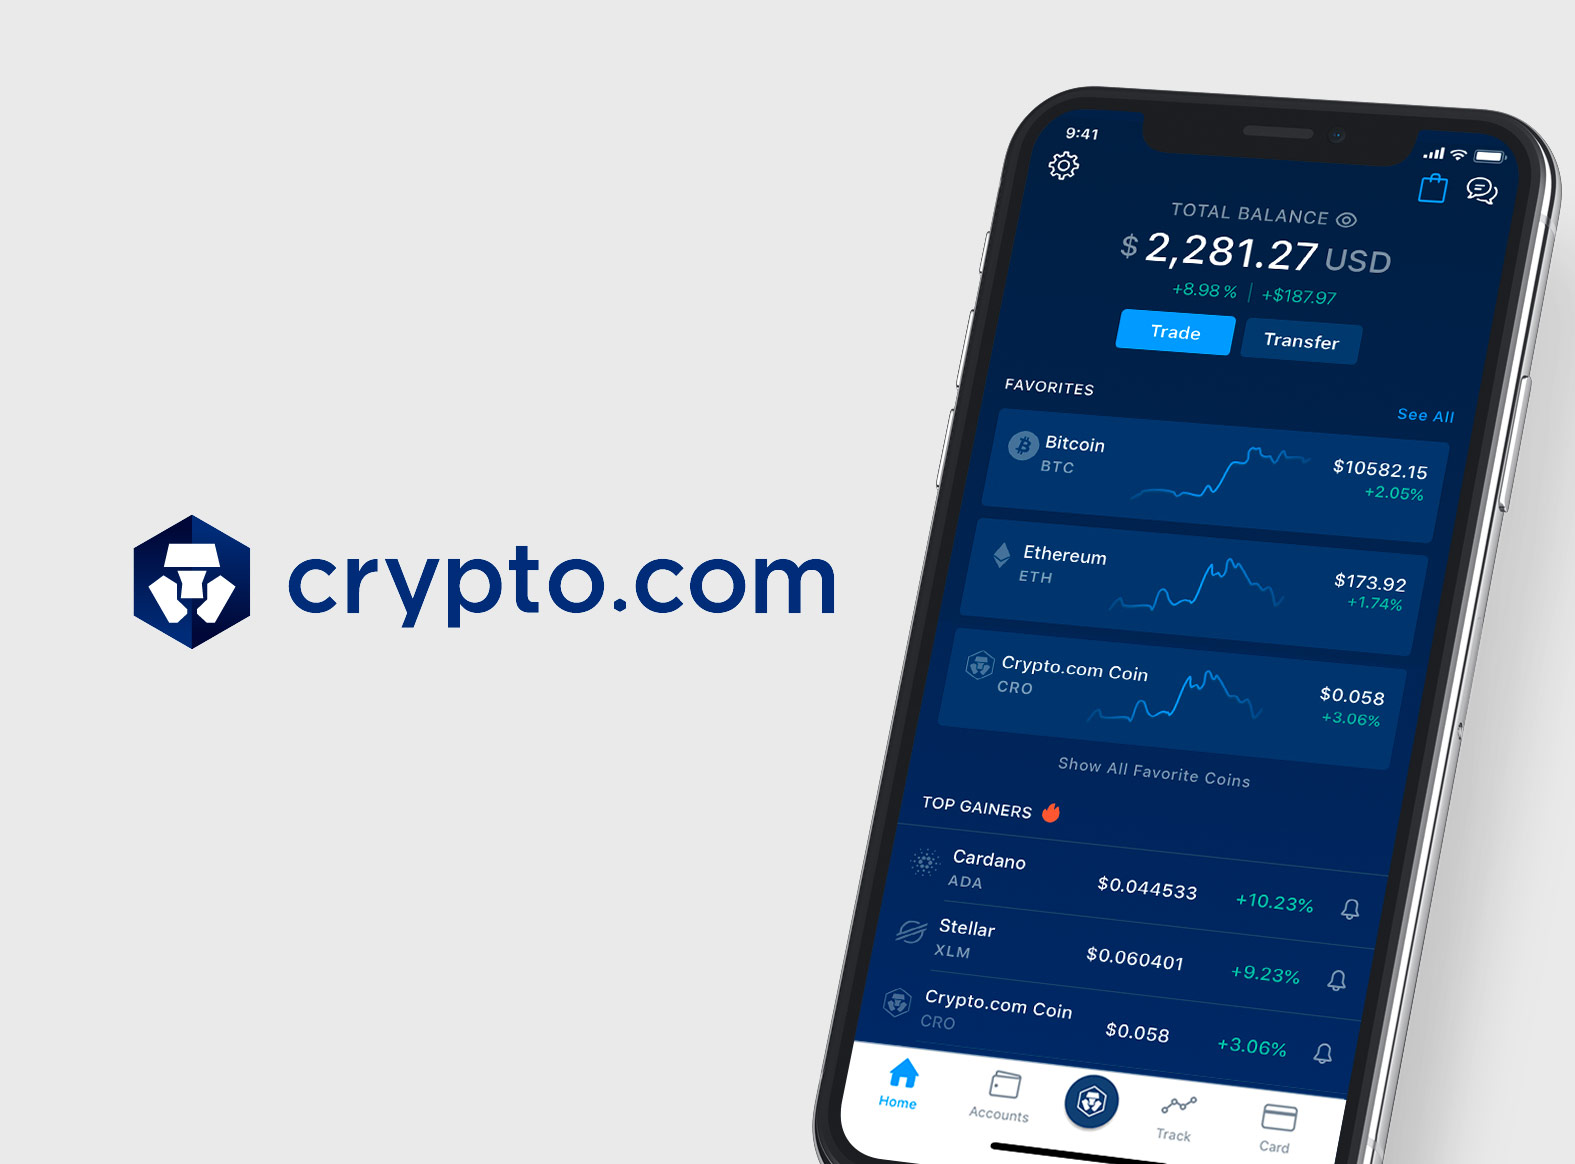 crypto.com
9:41
TOTAL BALANCE
$ 2,281.27 USD
+8.98% +$187.97
Trade Transfer
FAVORITES See All
Bitcoin
BTC
$10582.15
+2.05%
Ethereum
ETH
$173.92
+1.74%
Crypto.com Coin
CRO
$0.058
+3.06%
Show All Favorite Coins
TOP GAINERS
Cardano
ADA
$0.044533 +10.23%
Stellar
XLM
$0.060401 +9.23%
Crypto.com Coin
CRO
$0.058 +3.06%
Home Accounts Track Card